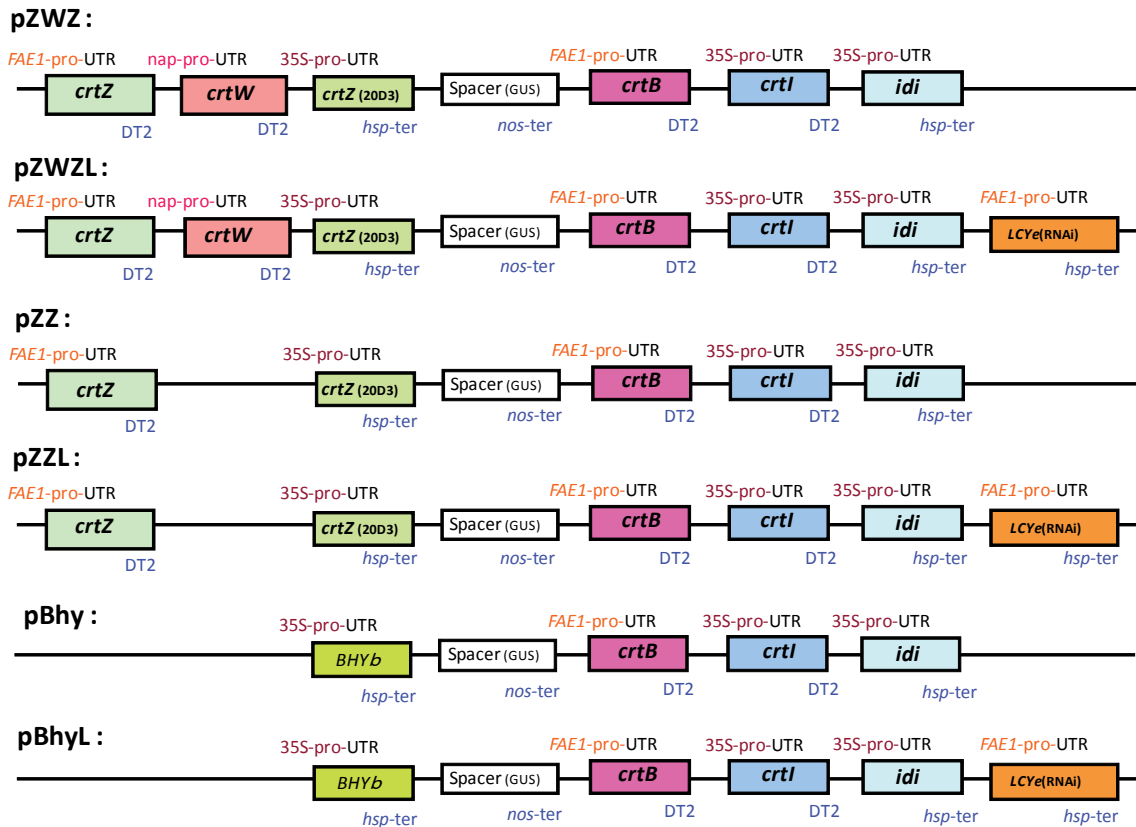 pZWZ :
FAE1-pro-UTR nap-pro-UTR 35S-pro-UTR FAE1-pro-UTR 35S-pro-UTR 35S-pro-UTR
crtZ crtW crtZ (20D3) Spacer (GUS) crtB crtI idi
DT2 DT2 hsp-ter nos-ter DT2 DT2 hsp-ter
pZWZL :
FAE1-pro-UTR nap-pro-UTR 35S-pro-UTR FAE1-pro-UTR 35S-pro-UTR 35S-pro-UTR FAE1-pro-UTR
crtZ crtW crtZ (20D3) Spacer (GUS) crtB crtI idi LCYe(RNAi)
DT2 DT2 hsp-ter nos-ter DT2 DT2 hsp-ter hsp-ter
pZZ :
FAE1-pro-UTR 35S-pro-UTR FAE1-pro-UTR 35S-pro-UTR 35S-pro-UTR
crtZ crtZ (20D3) Spacer (GUS) crtB crtI idi
DT2 hsp-ter nos-ter DT2 DT2 hsp-ter
pZZL :
FAE1-pro-UTR 35S-pro-UTR FAE1-pro-UTR 35S-pro-UTR 35S-pro-UTR FAE1-pro-UTR
crtZ crtZ (20D3) Spacer (GUS) crtB crtI idi LCYe(RNAi)
DT2 hsp-ter nos-ter DT2 DT2 hsp-ter hsp-ter
pBhy :
35S-pro-UTR FAE1-pro-UTR 35S-pro-UTR 35S-pro-UTR
BHYb Spacer (GUS) crtB crtI idi
hsp-ter nos-ter DT2 DT2 hsp-ter
pBhyL :
35S-pro-UTR FAE1-pro-UTR 35S-pro-UTR 35S-pro-UTR FAE1-pro-UTR
BHYb Spacer (GUS) crtB crtI idi LCYe(RNAi)
hsp-ter nos-ter DT2 DT2 hsp-ter hsp-ter